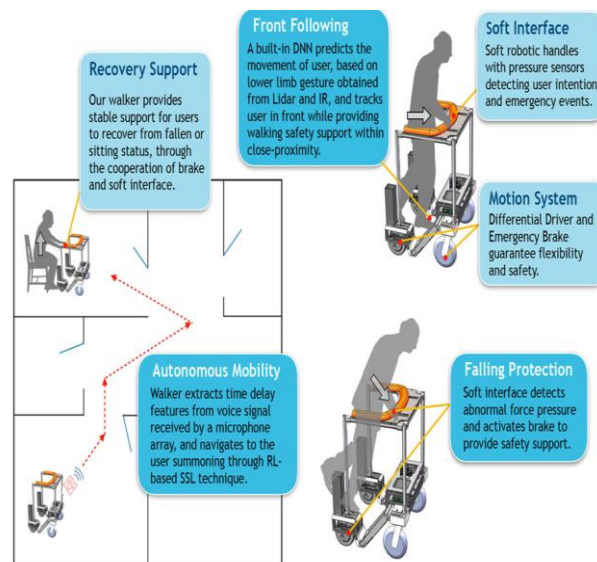 Recovery Support
Our walker provides
stable support for users
to recover from fallen or
sitting status, through
the cooperation of brake
and soft interface.
Front Following
A built-in DNN predicts the
movement of user, based on
lower limb gesture obtained
from Lidar and IR, and tracks
user in front while providing
walking safety support within
close-proximity.
Soft Interface
Soft robotic handles
with pressure sensors
detecting user intention
and emergency events.
Motion System
Differential Driver and
Emergency Brake
guarantee flexibility
and safety.
Autonomous Mobility
Walker extracts time delay
features from voice signal
received by a microphone
array, and navigates to the
user summoning through RL-
based SSL technique.
Falling Protection
Soft interface detects
abnormal force pressure
and activates brake to
provide safety support.